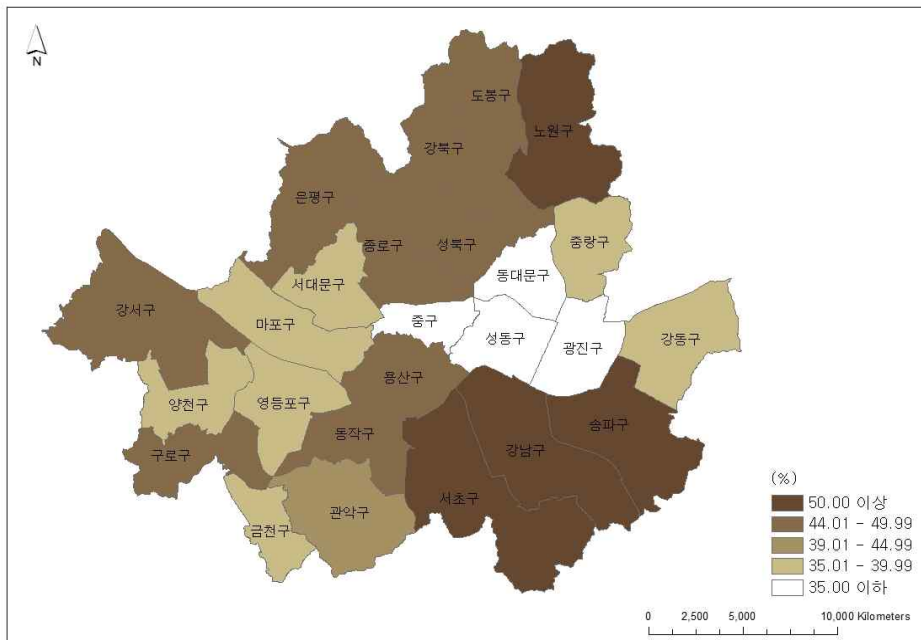 N
도봉구
노원구
강북구
은평구
종로구
성북구
중랑구
서대문구
동대문구
강서구
마포구
중구
성동구
광진구
강동구
용산구
양천구
영등포구
동작구
송파구
구로구
강남구
서초구
관악구
금천구
(%)
50.00 이상
44.01 - 49.99
39.01 - 44.99
35.01 - 39.99
35.00 이하
0 2,500 5,000 10,000 Kilometers